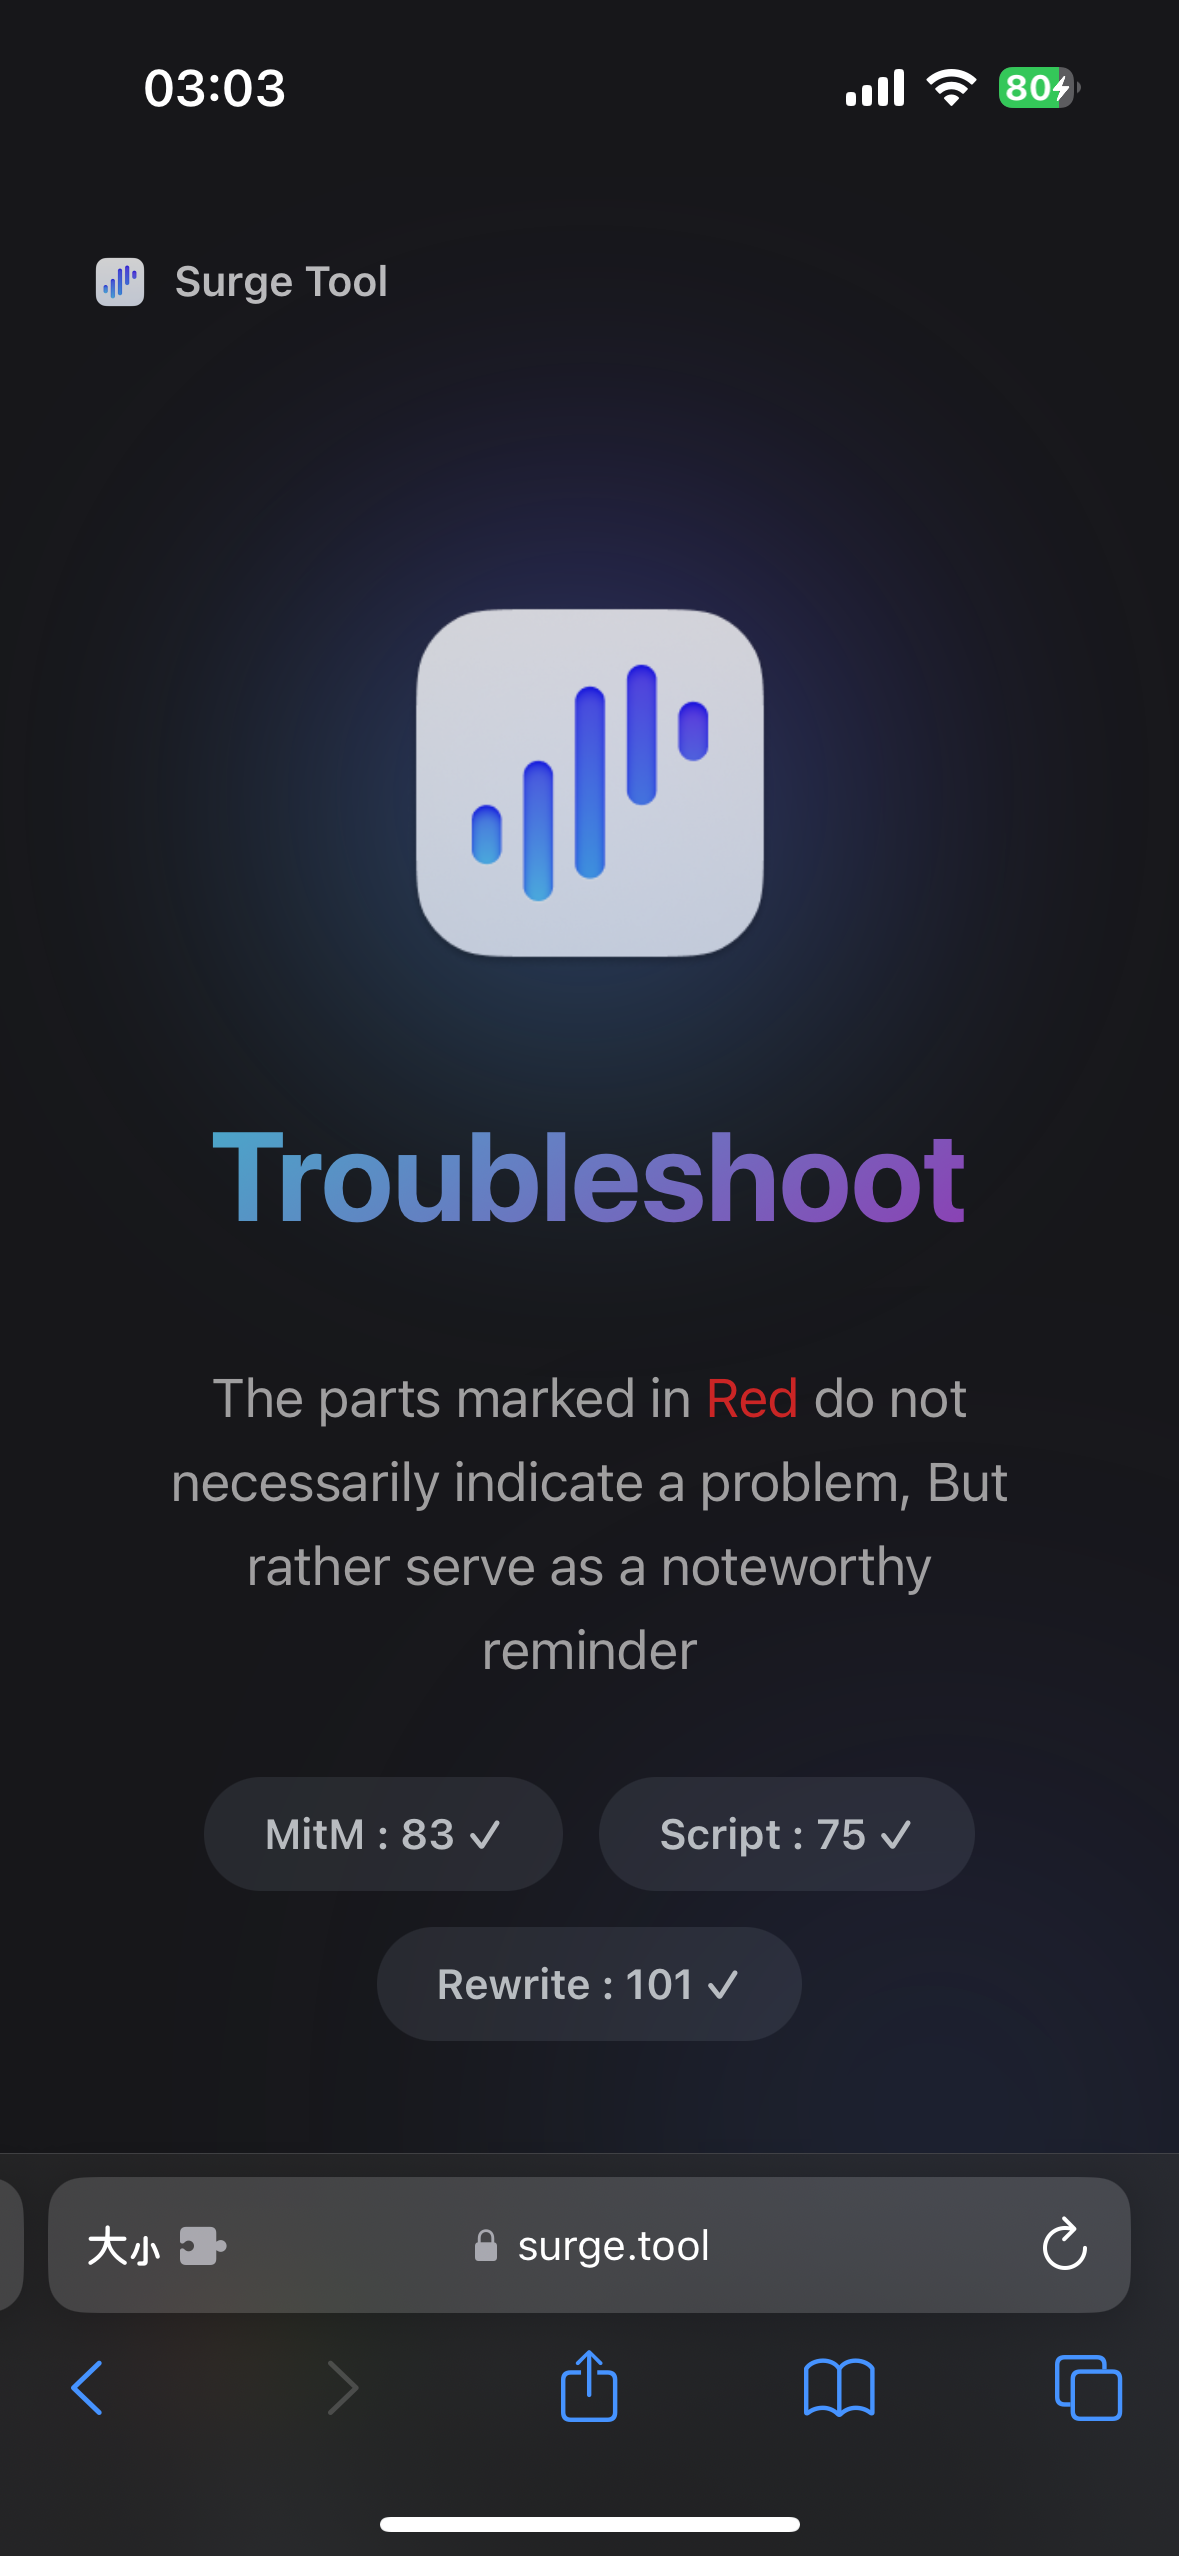 03:03
80
Surge Tool
Troubleshoot
The parts marked in Red do not
necessarily indicate a problem, But
rather serve as a noteworthy
reminder
MitM : 83 ✓
Script : 75 ✓
Rewrite : 101 ✓
大小
surge.tool